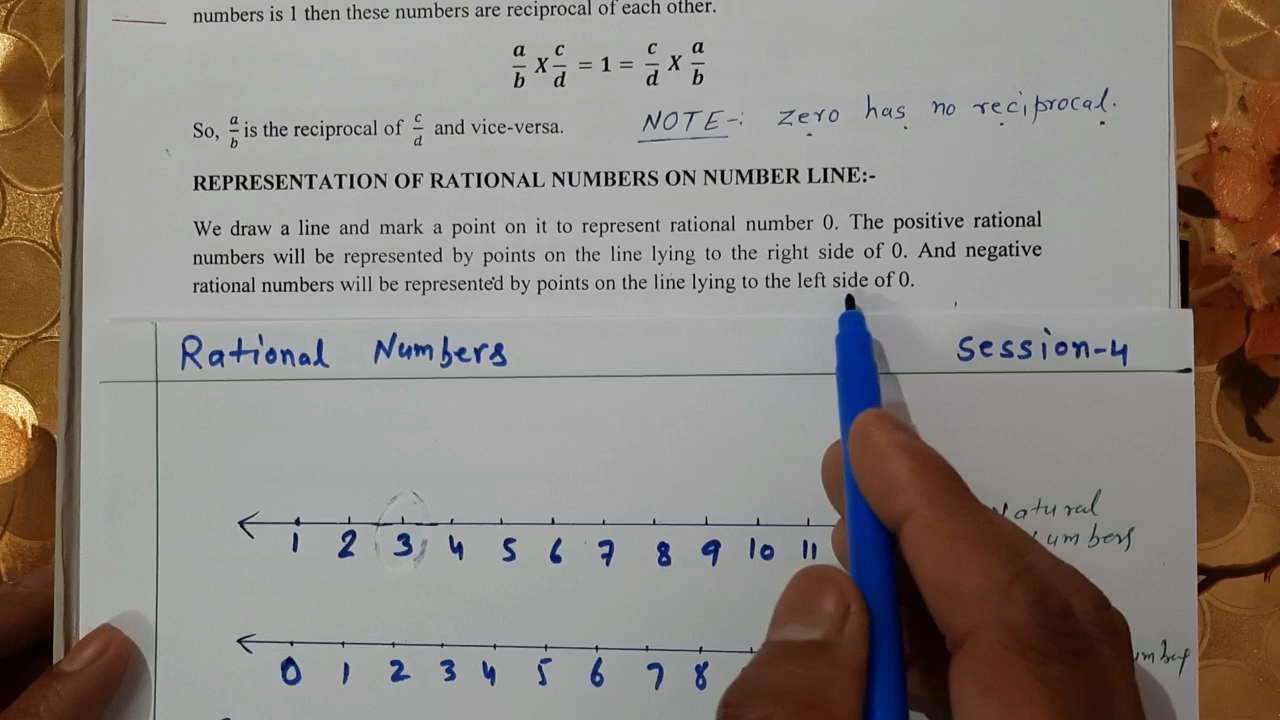 numbers is 1 then these numbers are reciprocal of each other.
a/b X c/d = 1 = c/d X a/b
So, a/b is the reciprocal of c/d and vice-versa. NOTE-: zero has no reciprocal.
REPRESENTATION OF RATIONAL NUMBERS ON NUMBER LINE:-
We draw a line and mark a point on it to represent rational number 0. The positive rational
numbers will be represented by points on the line lying to the right side of 0. And negative
rational numbers will be represented by points on the line lying to the left side of 0.
Rational Numbers Session-4
Natural
1 2 3 4 5 6 7 8 9 10 11
0 1 2 3 4 5 6 7 8